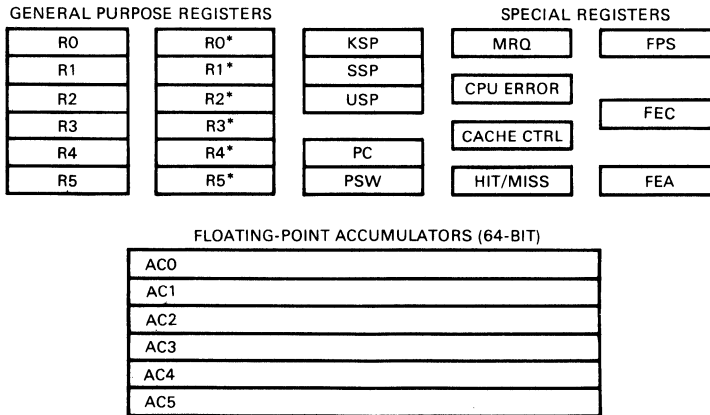 GENERAL PURPOSE REGISTERS
SPECIAL REGISTERS
R0 R0* KSP MRQ FPS
R1 R1* SSP
R2 R2* USP CPU ERROR
R3 R3* FEC
CACHE CTRL
R4 R4* PC
R5 R5* PSW HIT/MISS FEA
FLOATING-POINT ACCUMULATORS (64-BIT)
AC0
AC1
AC2
AC3
AC4
AC5